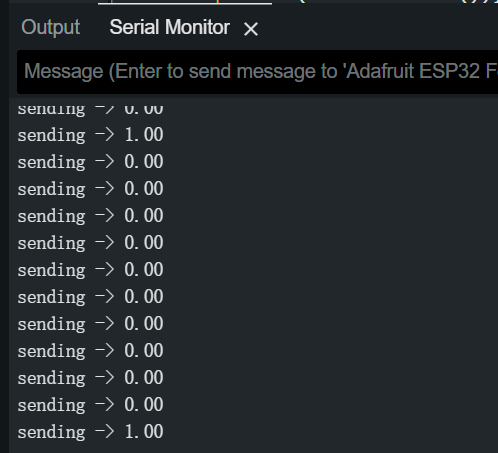 Output Serial Monitor ×
Message (Enter to send message to 'Adafruit ESP32 F
sending -> 0.00
sending -> 1.00
sending -> 0.00
sending -> 0.00
sending -> 0.00
sending -> 0.00
sending -> 0.00
sending -> 0.00
sending -> 0.00
sending -> 0.00
sending -> 0.00
sending -> 0.00
sending -> 1.00